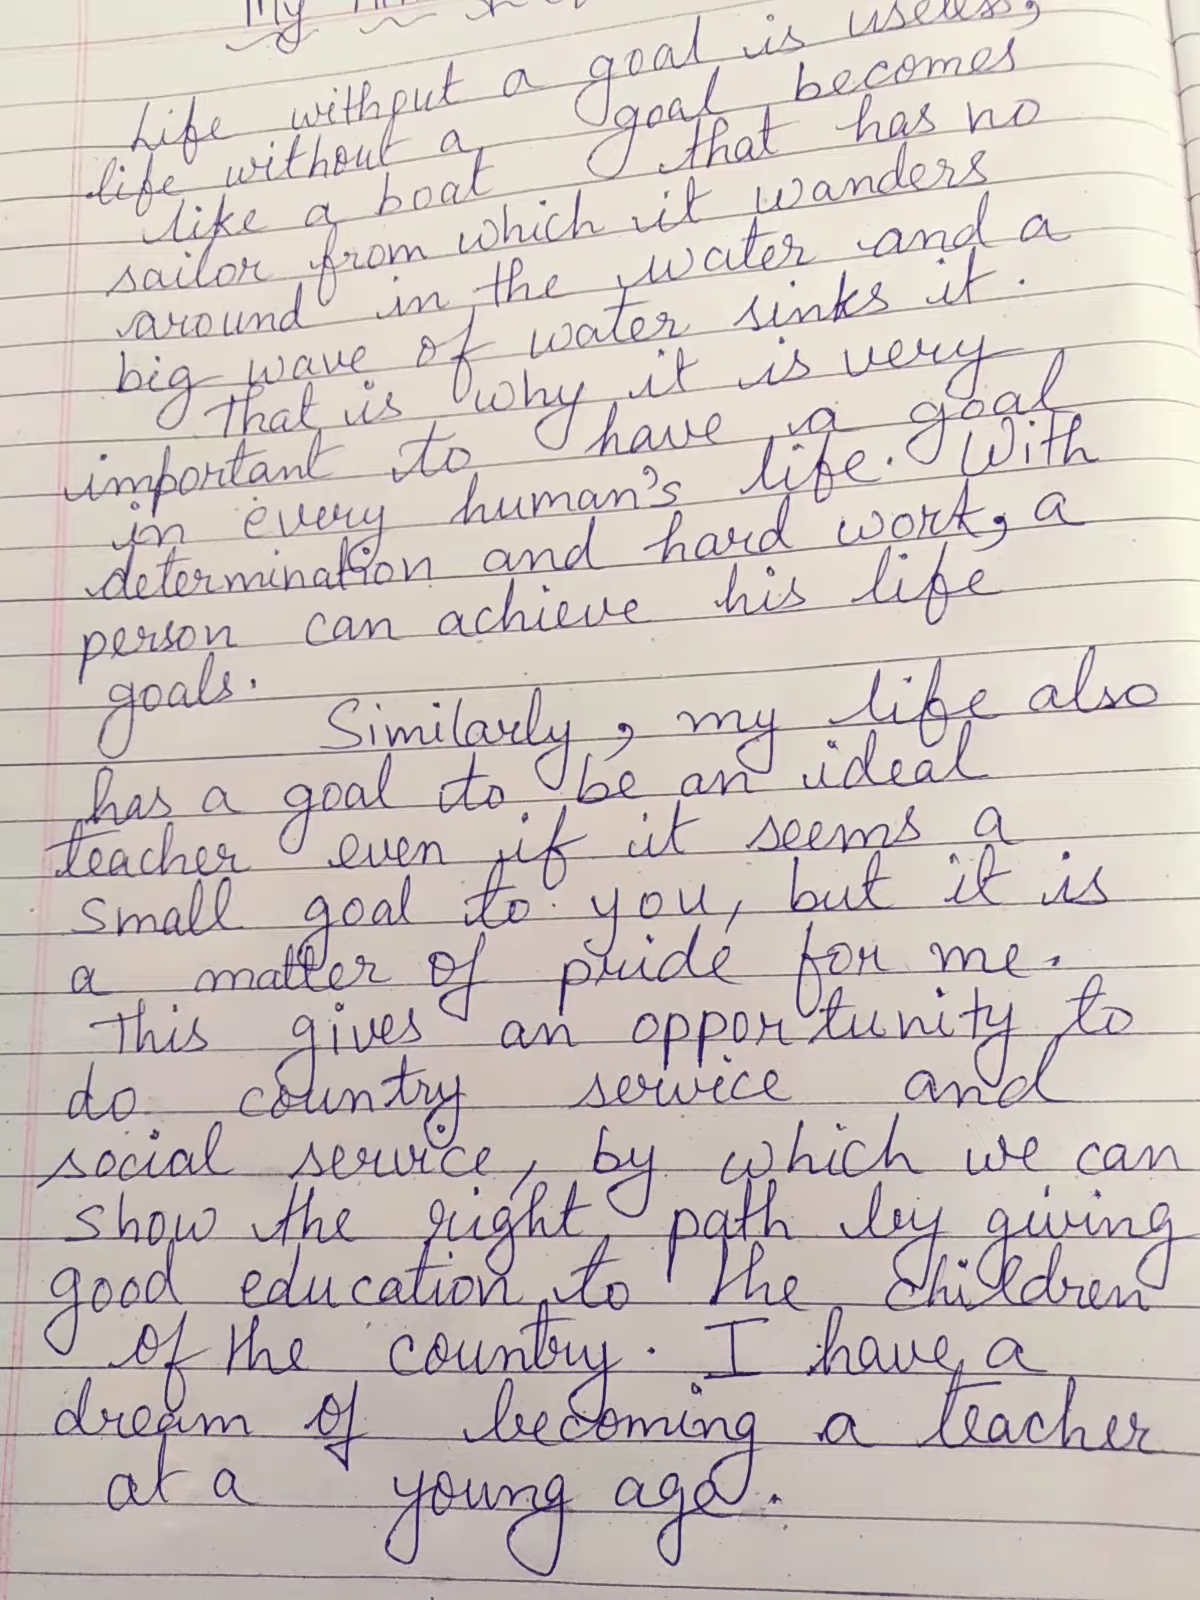 My
Life without a goal is useless,
life without a goal becomes
like a boat that has no
sailor from which it wanders
around in the water and a
big wave of water sinks it.
That is why it is very
important to have a goal
in every human's life. With
determination and hard work, a
person can achieve his life
goals.
Similarly, my life also
has a goal to be an ideal
teacher even if it seems a
small goal to you, but it is
a matter of pride for me.
This gives an opportunity to
do country service and
social service, by which we can
show the right path by giving
good education to the children
of the country. I have a
dream of becoming a teacher
at a young age.